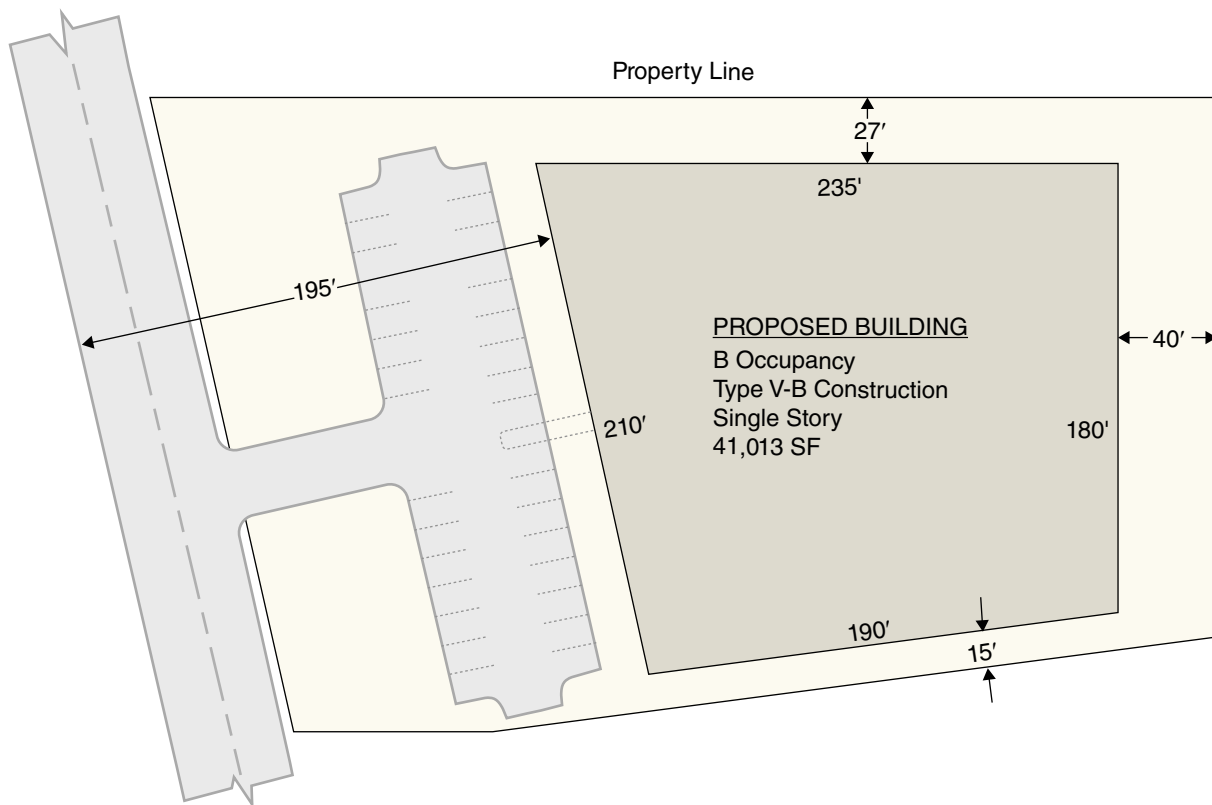 Property Line
27′
235'
195′
PROPOSED BUILDING
B Occupancy
Type V-B Construction
Single Story
41,013 SF
40′
210′
180'
190′
15′